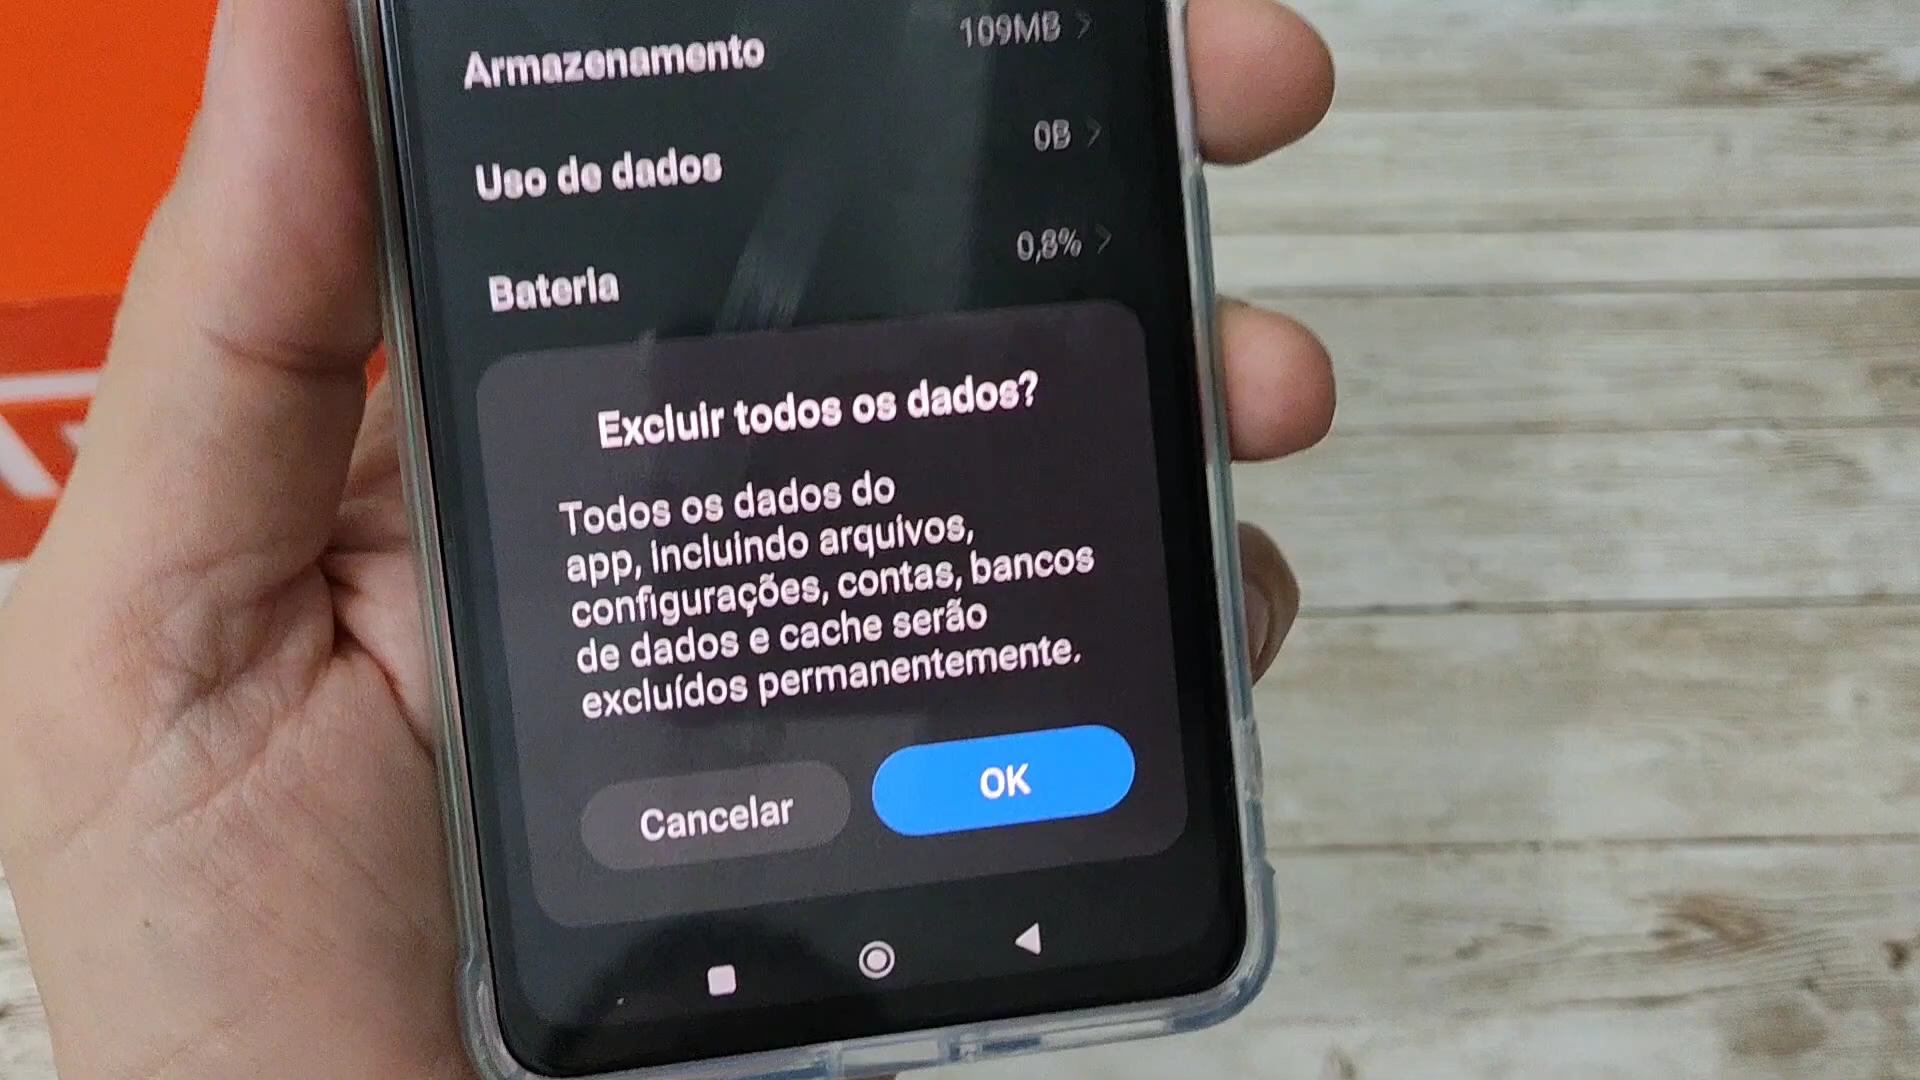 Armazenamento 109MB
Uso de dados 0B
Bateria 0,8%
Excluir todos os dados?
Todos os dados do
app, incluindo arquivos,
configurações, contas, bancos
de dados e cache serão
excluídos permanentemente.
Cancelar OK